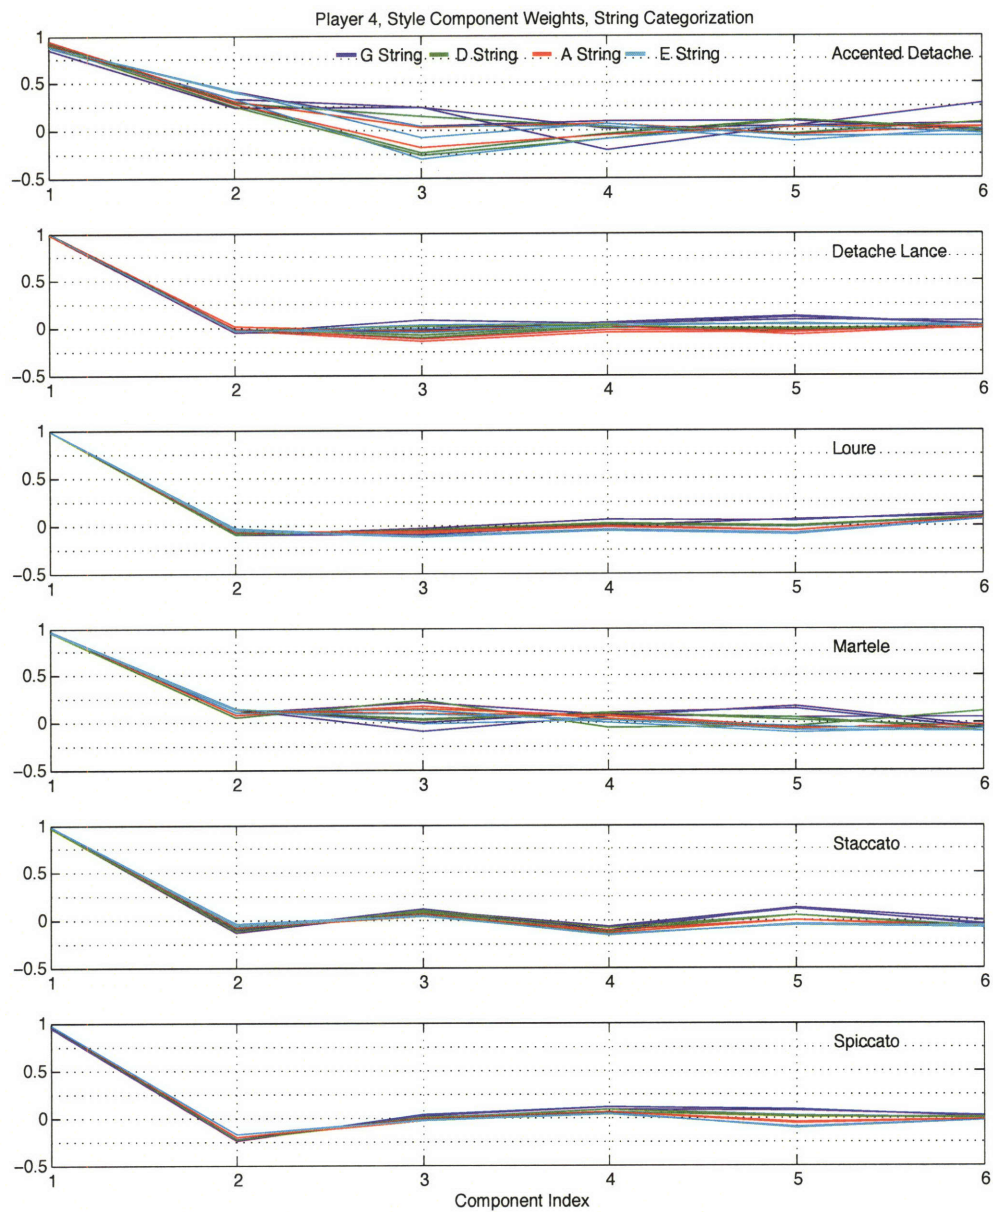 Player 4, Style Component Weights, String Categorization
G String D String A String E String
Accented Detache
1
0.5
0
−0.5
1 2 3 4 5 6
Detache Lance
1
0.5
0
−0.5
1 2 3 4 5 6
Loure
1
0.5
0
−0.5
1 2 3 4 5 6
Martele
1
0.5
0
−0.5
1 2 3 4 5 6
Staccato
1
0.5
0
−0.5
1 2 3 4 5 6
Spiccato
1
0.5
0
−0.5
1 2 3 4 5 6
Component Index